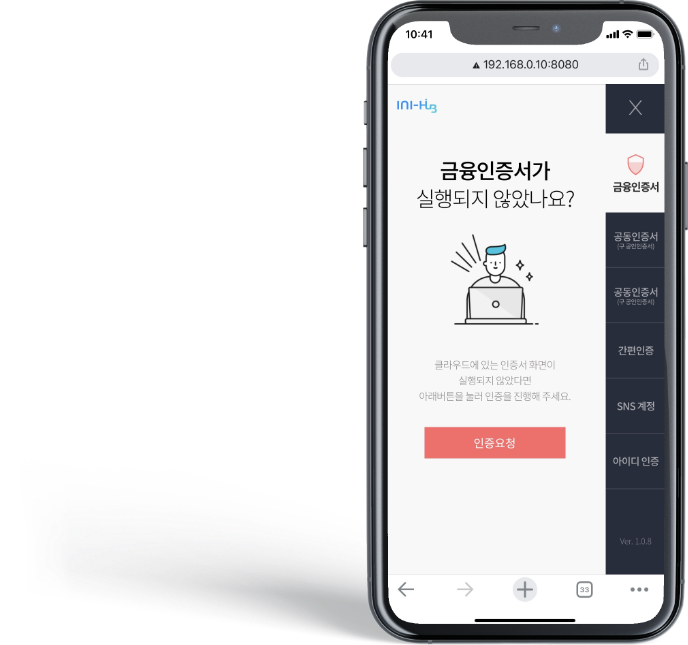 10:41
192.168.0.10:8080
INI-Hub
금융인증서가
실행되지 않았나요?
클라우드에 있는 인증서 화면이
실행되지 않았다면
아래버튼을 눌러 인증을 진행해 주세요.
인증요청
X
금융인증서
공동인증서
(구 공인인증서)
공동인증서
(구 공인인증서)
간편인증
SNS 계정
아이디 인증
Ver. 1.0.8
33